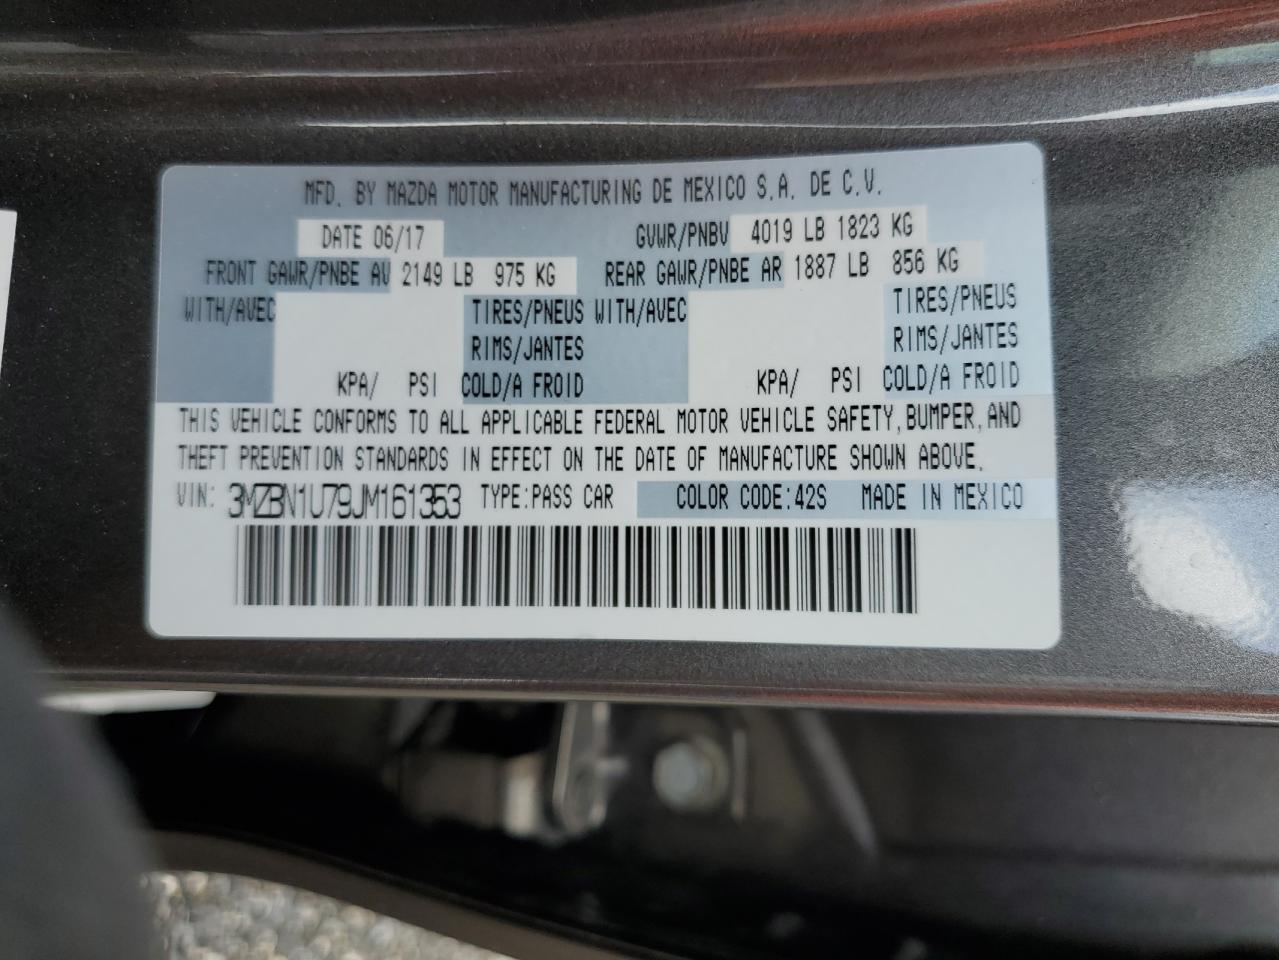 MFD. BY MAZDA MOTOR MANUFACTURING DE MEXICO S.A. DE C.V.
DATE 06/17 GVWR/PNBV 4019 LB 1823 KG
FRONT GAWR/PNBE AV 2149 LB 975 KG REAR GAWR/PNBE AR 1887 LB 856 KG
WITH/AVEC TIRES/PNEUS WITH/AVEC TIRES/PNEUS
RIMS/JANTES RIMS/JANTES
KPA/ PSI COLD/A FROID KPA/ PSI COLD/A FROID
THIS VEHICLE CONFORMS TO ALL APPLICABLE FEDERAL MOTOR VEHICLE SAFETY, BUMPER, AND
THEFT PREVENTION STANDARDS IN EFFECT ON THE DATE OF MANUFACTURE SHOWN ABOVE.
VIN: 3MZBN1U79JM161353 TYPE:PASS CAR COLOR CODE:42S MADE IN MEXICO